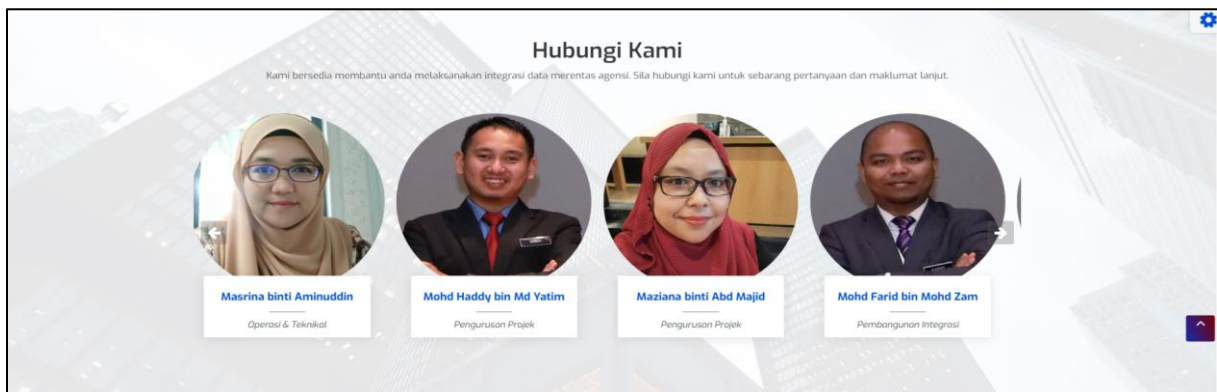 Hubungi Kami
Kami bersedia membantu anda melaksanakan integrasi data merentas agensi. Sila hubungi kami untuk sebarang pertanyaan dan maklumat lanjut.
Masrina binti Aminuddin
Mohd Haddy bin Md Yatim
Maziana binti Abd Majid
Mohd Farid bin Mohd Zam
Operasi & Teknikal
Pengurusan Projek
Pengurusan Projek
Pembangunan Integrasi